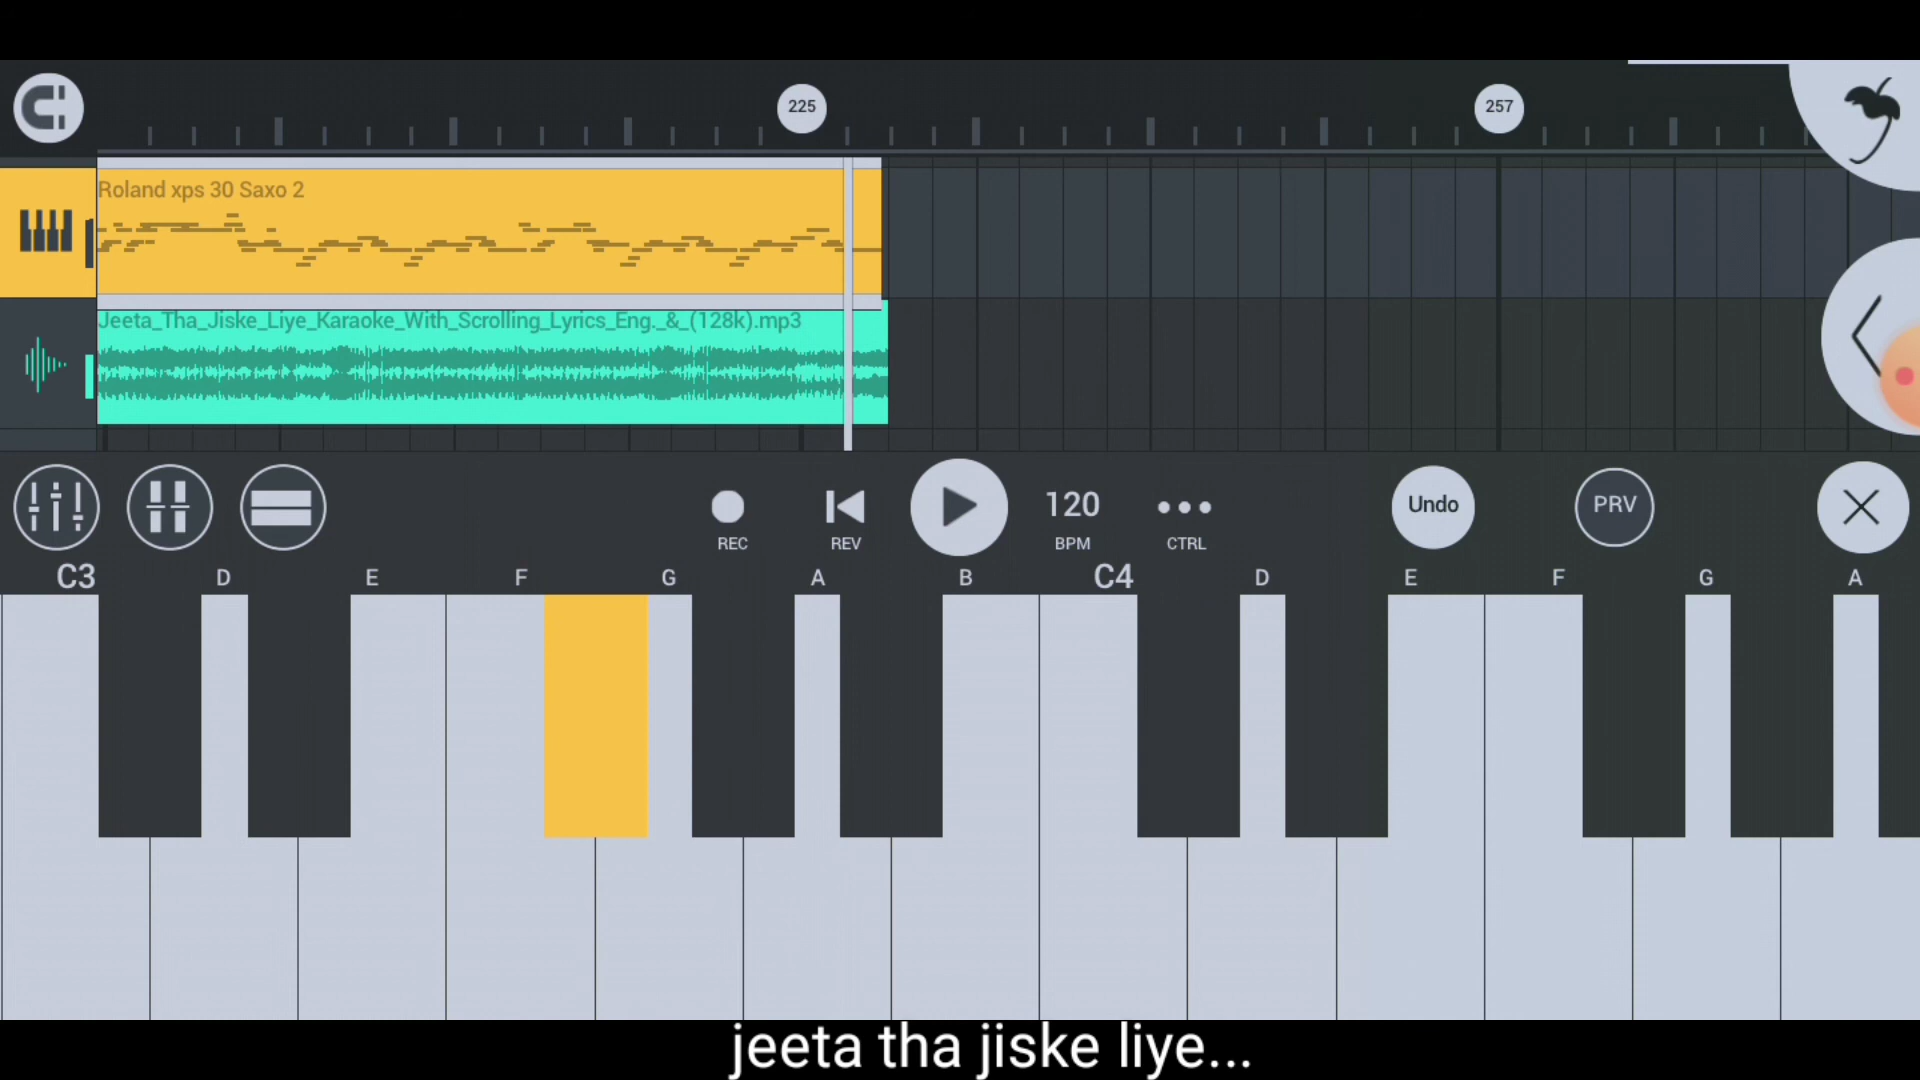 225
257
Roland xps 30 Saxo 2
Jeeta_Tha_Jiske_Liye_Karaoke_With_Scrolling_Lyrics_Eng._&_(128k).mp3
120
Undo
PRV
REC
REV
BPM
CTRL
C3 D E F G A B C4 D E F G A
jeeta tha jiske liye...